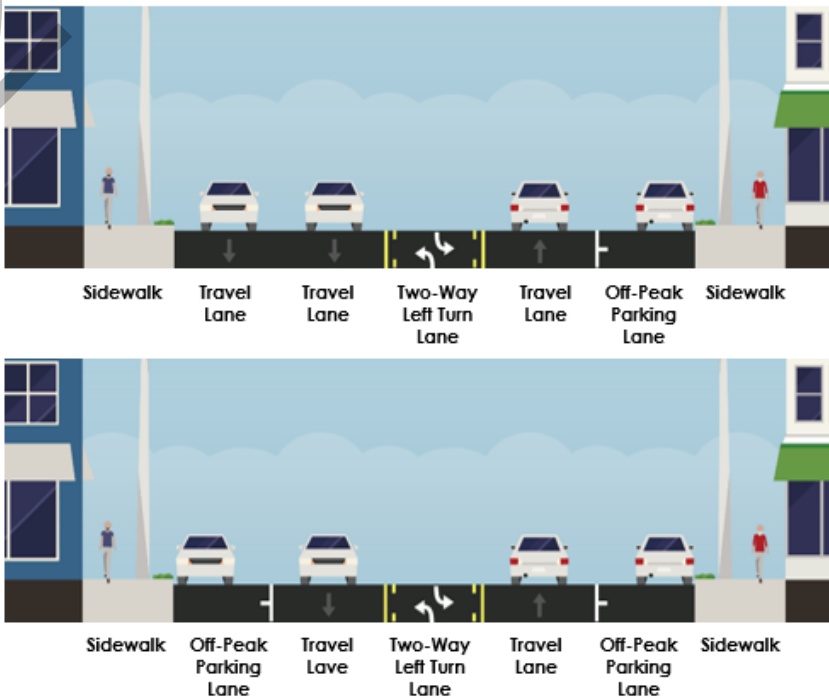 Sidewalk Travel Two-Way Travel Off-Peak Sidewalk
Lane Lane Left Turn Lane Parking
Lane Lane
Sidewalk Off-Peak Travel Two-Way Travel Off-Peak Sidewalk
Parking Lave Left Turn Lane Parking
Lane Lane Lane